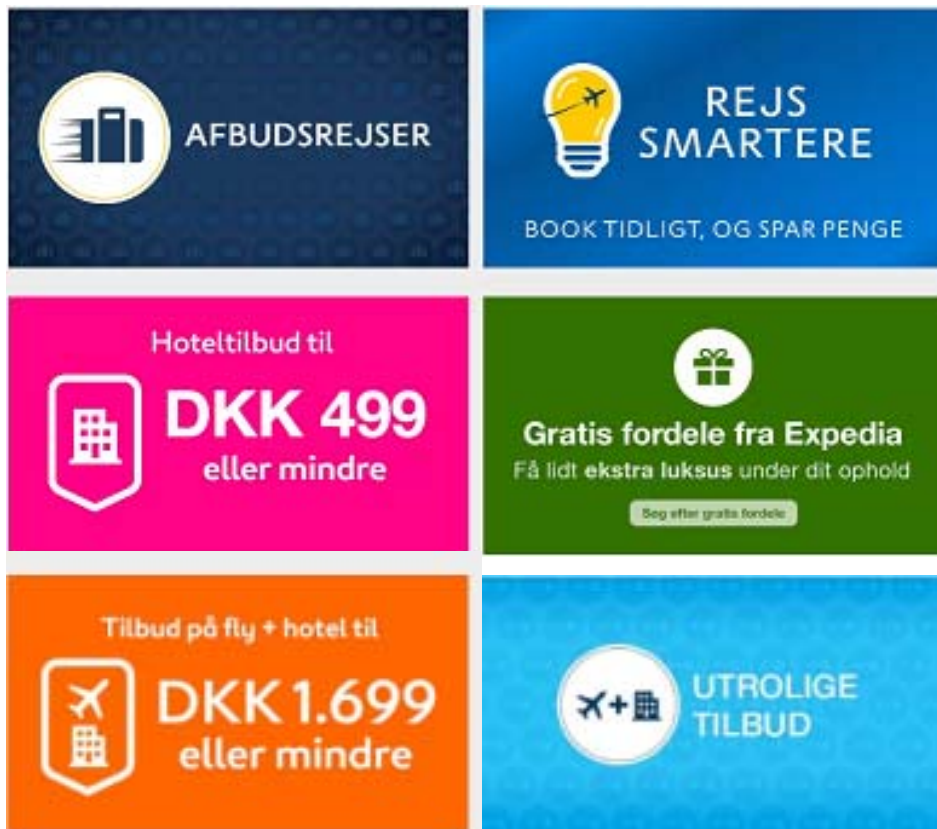 AFBUDSREJSER
REJS
SMARTERE
BOOK TIDLIGT, OG SPAR PENGE
Hoteltilbud til
DKK 499
eller mindre
Gratis fordele fra Expedia
Få lidt ekstra luksus under dit ophold
Søg efter gratis fordele
Tilbud på fly + hotel til
DKK 1.699
eller mindre
UTROLIGE
TILBUD